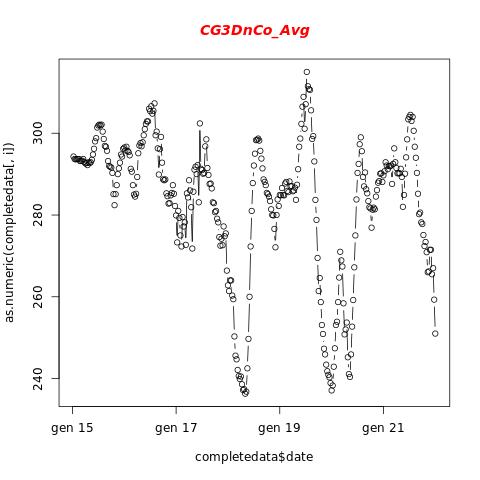 CG3DnCo_Avg
as.numeric(completedata[, i])
300
280
260
240
gen 15
gen 17
gen 19
gen 21
completedata$date